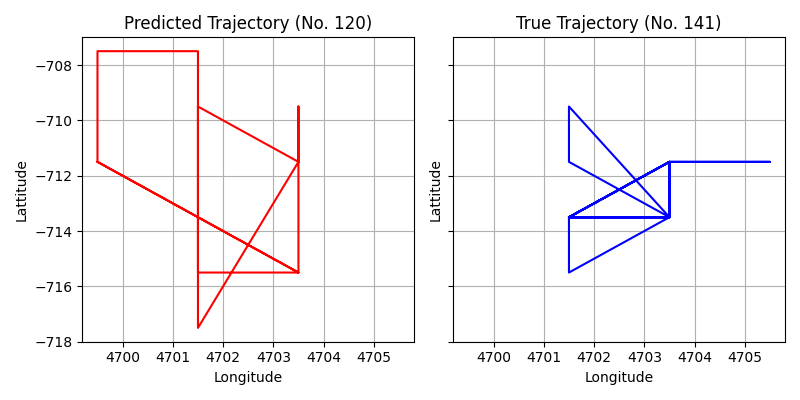 Predicted Trajectory (No. 120)
True Trajectory (No. 141)
Lattitude
−708
−710
−712
−714
−716
−718
4700 4701 4702 4703 4704 4705
Longitude
Lattitude
4700 4701 4702 4703 4704 4705
Longitude